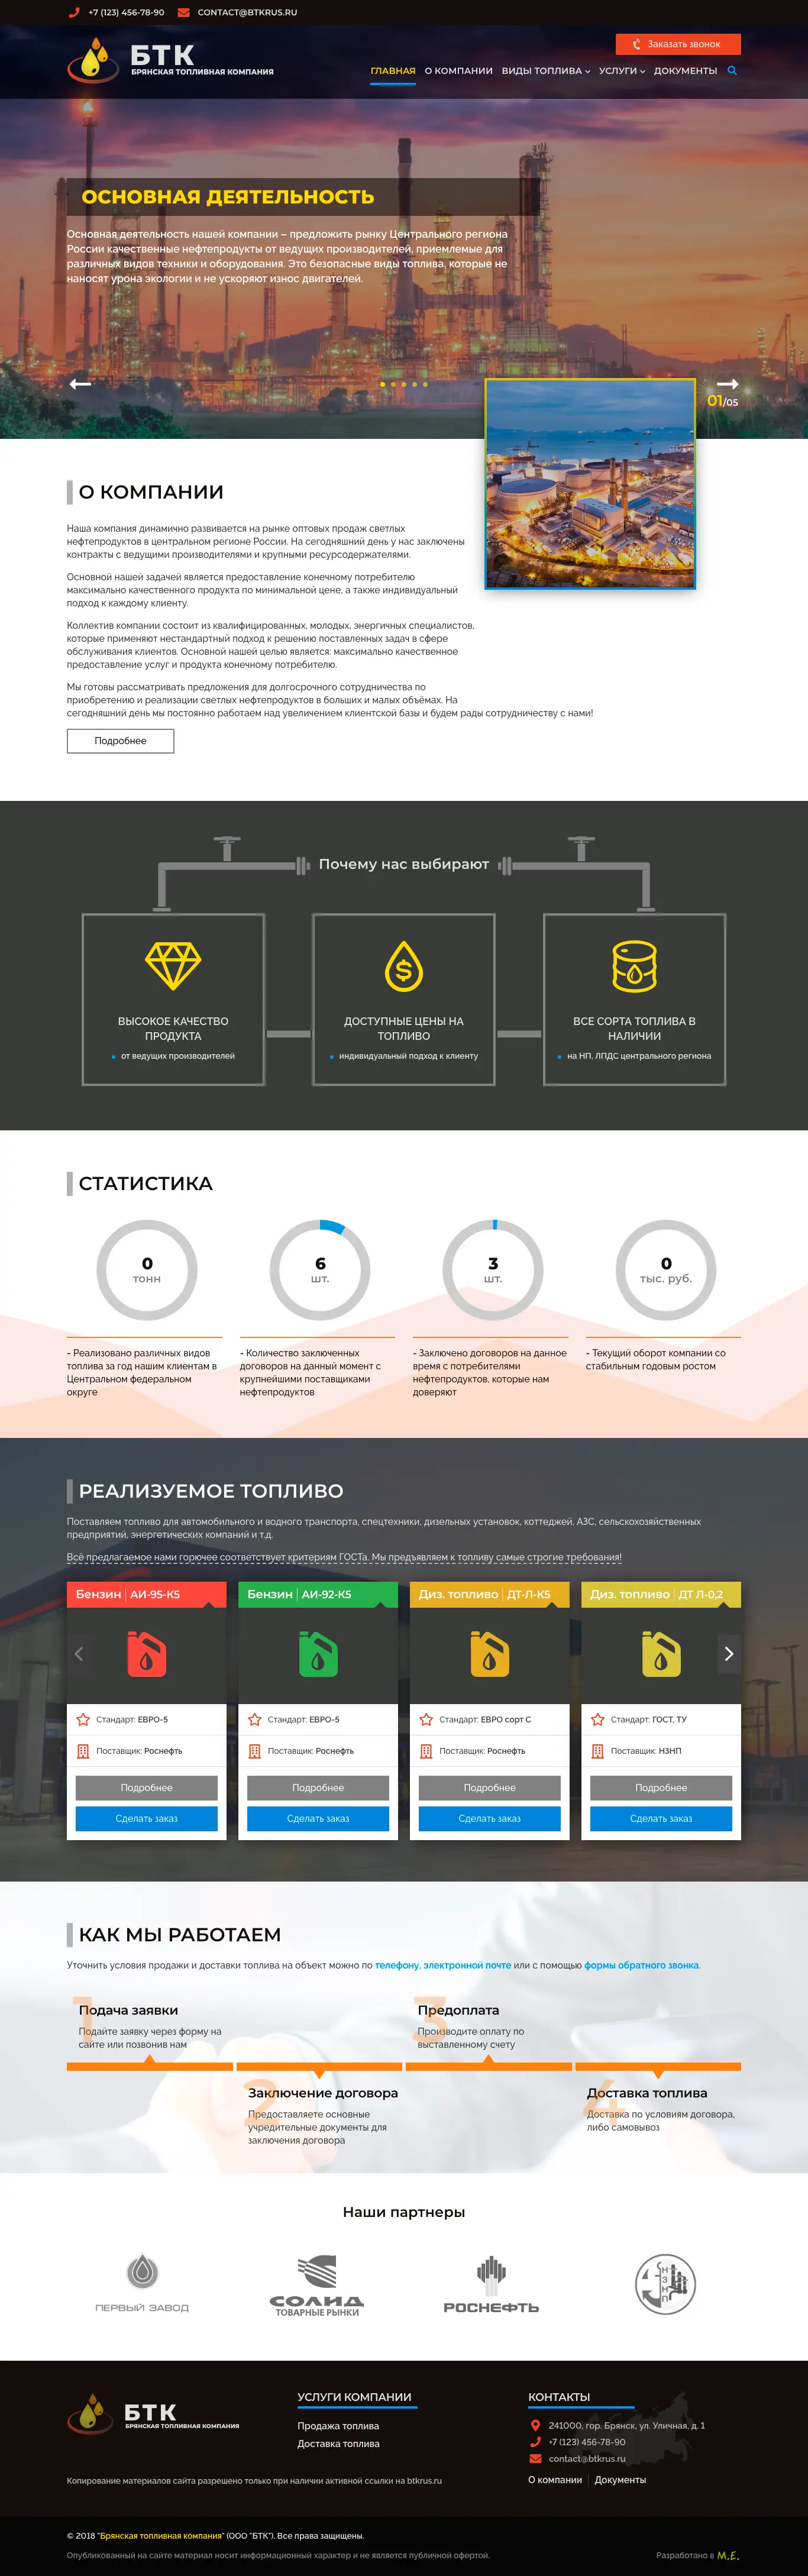 +7 (123) 456-78-90 CONTACT@BTKRUS.RU
Заказать звонок
БТК
БРЯНСКАЯ ТОПЛИВНАЯ КОМПАНИЯ
ГЛАВНАЯ О КОМПАНИИ ВИДЫ ТОПЛИВА УСЛУГИ ДОКУМЕНТЫ
ОСНОВНАЯ ДЕЯТЕЛЬНОСТЬ
Основная деятельность нашей компании – предложить рынку Центрального региона
России качественные нефтепродукты от ведущих производителей, приемлемые для
различных видов техники и оборудования. Это безопасные виды топлива, которые не
наносят урона экологии и не ускоряют износ двигателей.
01/05
О КОМПАНИИ
Наша компания динамично развивается на рынке оптовых продаж светлых
нефтепродуктов в центральном регионе России. На сегодняшний день у нас заключены
контракты с ведущими производителями и крупными ресурсодержателями.
Основной нашей задачей является предоставление конечному потребителю
максимально качественного продукта по минимальной цене, а также индивидуальный
подход к каждому клиенту.
Коллектив компании состоит из квалифицированных, молодых, энергичных специалистов,
которые применяют нестандартный подход к решению поставленных задач в сфере
обслуживания клиентов. Основной нашей целью является: максимально качественное
предоставление услуг и продукта конечному потребителю.
Мы готовы рассматривать предложения для долгосрочного сотрудничества по
приобретению и реализации светлых нефтепродуктов в больших и малых объёмах. На
сегодняшний день мы постоянно работаем над увеличением клиентской базы и будем рады сотрудничеству с нами!
Подробнее
Почему нас выбирают
ВЫСОКОЕ КАЧЕСТВО
ПРОДУКТА
от ведущих производителей
ДОСТУПНЫЕ ЦЕНЫ НА
ТОПЛИВО
индивидуальный подход к клиенту
ВСЕ СОРТА ТОПЛИВА В
НАЛИЧИИ
на НП, ЛПДС центрального региона
СТАТИСТИКА
0
тонн
- Реализовано различных видов
топлива за год нашим клиентам в
Центральном федеральном
округе
6
шт.
- Количество заключенных
договоров на данный момент с
крупнейшими поставщиками
нефтепродуктов
3
шт.
- Заключено договоров на данное
время с потребителями
нефтепродуктов, которые нам
доверяют
0
тыс. руб.
- Текущий оборот компании со
стабильным годовым ростом
РЕАЛИЗУЕМОЕ ТОПЛИВО
Поставляем топливо для автомобильного и водного транспорта, спецтехники, дизельных установок, коттеджей, АЗС, сельскохозяйственных
предприятий, энергетических компаний и т.д.
Всё предлагаемое нами горючее соответствует критериям ГОСТа. Мы предъявляем к топливу самые строгие требования!
Бензин АИ-95-К5
Стандарт: ЕВРО-5
Поставщик: Роснефть
Подробнее
Сделать заказ
Бензин АИ-92-К5
Стандарт: ЕВРО-5
Поставщик: Роснефть
Подробнее
Сделать заказ
Диз. топливо ДТ-Л-К5
Стандарт: ЕВРО сорт С
Поставщик: Роснефть
Подробнее
Сделать заказ
Диз. топливо ДТ Л-0,2
Стандарт: ГОСТ, ТУ
Поставщик: НЗНП
Подробнее
Сделать заказ
КАК МЫ РАБОТАЕМ
Уточнить условия продажи и доставки топлива на объект можно по телефону, электронной почте или с помощью формы обратного звонка.
1
Подача заявки
Подайте заявку через форму на
сайте или позвонив нам
2
Заключение договора
Предоставляете основные
учредительные документы для
заключения договора
3
Предоплата
Производите оплату по
выставленному счету
4
Доставка топлива
Доставка по условиям договора,
либо самовывоз
Наши партнеры
ПЕРВЫЙ ЗАВОД
СОЛИД
ТОВАРНЫЕ РЫНКИ
РОСНЕФТЬ
НЗНП
БТК
БРЯНСКАЯ ТОПЛИВНАЯ КОМПАНИЯ
УСЛУГИ КОМПАНИИ
Продажа топлива
Доставка топлива
КОНТАКТЫ
241000, гор. Брянск, ул. Уличная, д. 1
+7 (123) 456-78-90
contact@btkrus.ru
О компании Документы
Копирование материалов сайта разрешено только при наличии активной ссылки на btkrus.ru
© 2018 "Брянская топливная компания" (ООО "БТК"). Все права защищены.
Опубликованный на сайте материал носит информационный характер и не является публичной офертой.
Разработано в M.E.